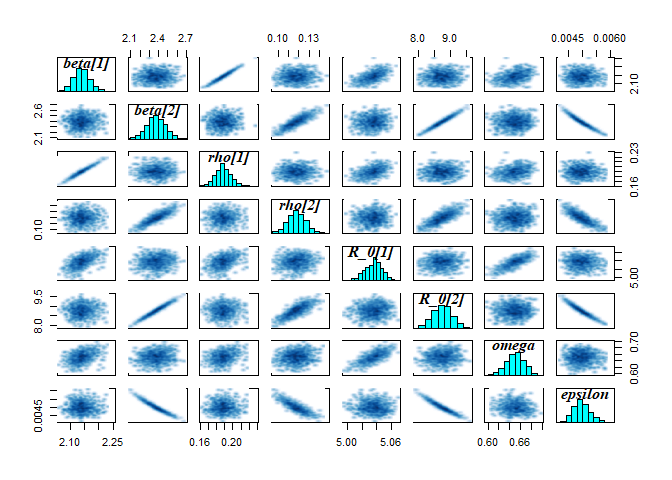 2.1 2.4 2.7 0.10 0.13 8.0 9.0 0.0045 0.0060
beta[1]
2.10
beta[2]
2.1 2.6
rho[1]
0.16 0.23
rho[2]
0.10
R_0[1]
5.00
R_0[2]
8.0 9.5
omega
0.60 0.70
epsilon
0.0045
2.10 2.25 0.16 0.20 5.00 5.06 0.60 0.66